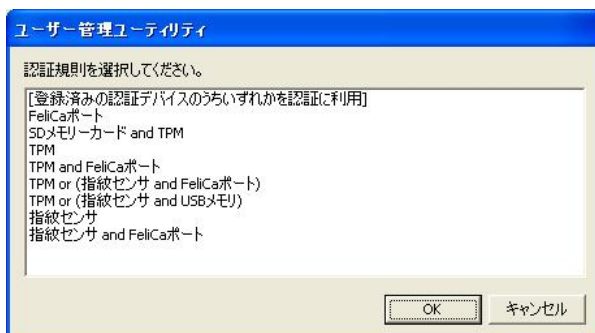 ユーザー管理ユーティリティ
認証規則を選択してください。
[登録済みの認証デバイスのうちいずれかを認証に利用]
FeliCaポート
SDメモリーカード and TPM
TPM
TPM and FeliCaポート
TPM or (指紋センサ and FeliCaポート)
TPM or (指紋センサ and USBメモリ)
指紋センサ
指紋センサ and FeliCaポート
OK
キャンセル